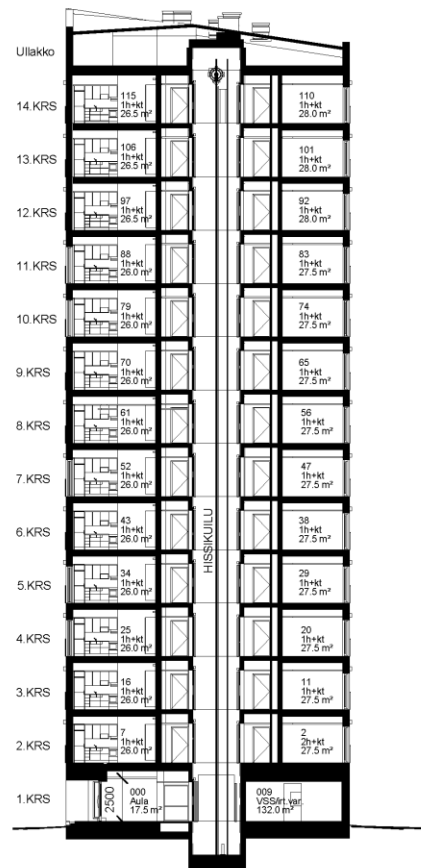 Ullakko
14.KRS
115
1h+kt
26.5 m²
110
1h+kt
28.0 m²
13.KRS
106
1h+kt
26.5 m²
101
1h+kt
28.0 m²
12.KRS
97
1h+kt
26.5 m²
92
1h+kt
28.0 m²
11.KRS
88
1h+kt
26.0 m²
83
1h+kt
27.5 m²
10.KRS
79
1h+kt
26.0 m²
74
1h+kt
27.5 m²
9.KRS
70
1h+kt
26.0 m²
65
1h+kt
27.5 m²
8.KRS
61
1h+kt
26.0 m²
56
1h+kt
27.5 m²
7.KRS
52
1h+kt
26.0 m²
47
1h+kt
27.5 m²
HISSIKUILU
6.KRS
43
1h+kt
26.0 m²
38
1h+kt
27.5 m²
5.KRS
34
1h+kt
26.0 m²
29
1h+kt
27.5 m²
4.KRS
25
1h+kt
26.0 m²
20
1h+kt
27.5 m²
3.KRS
16
1h+kt
26.0 m²
11
1h+kt
27.5 m²
2.KRS
7
1h+kt
26.0 m²
2
2h+kt
27.5 m²
1.KRS
2500
000
Aula
17.5 m²
009
VSS/irt.var.
132.0 m²